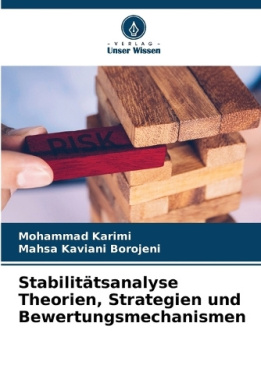 VERLAG
Unser Wissen
RISK
Mohammad Karimi
Mahsa Kaviani Borojeni
Stabilitätsanalyse
Theorien, Strategien und
Bewertungsmechanismen